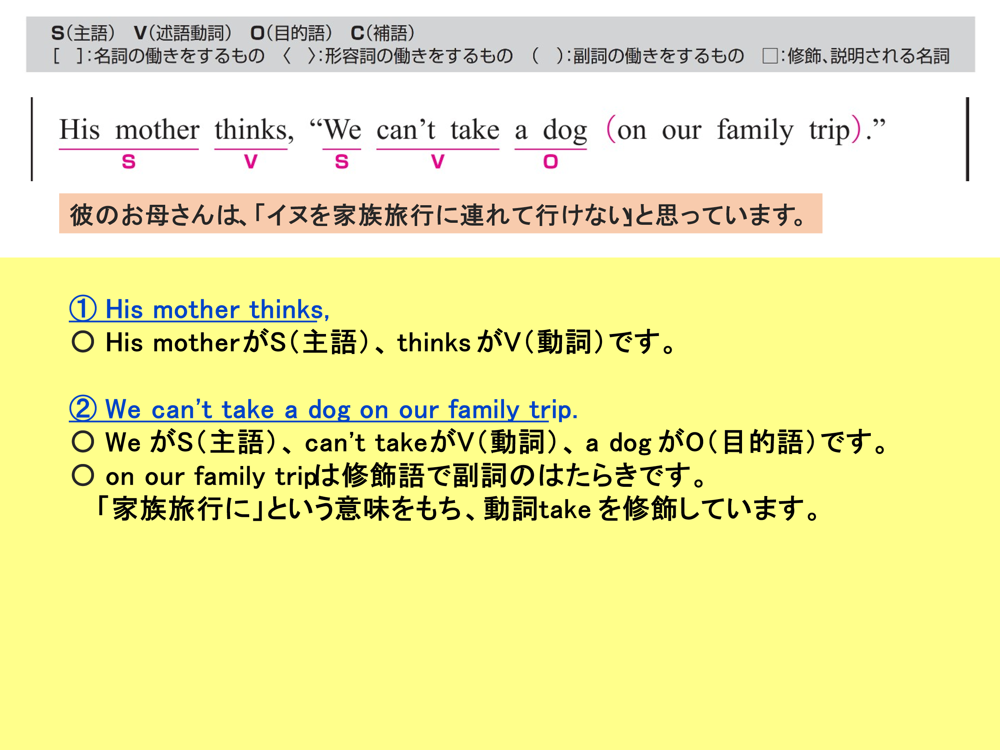 S（主語）　V（述語動詞）　O（目的語）　C（補語）
［　］：名詞の働きをするもの　〈　〉：形容詞の働きをするもの　（　）：副詞の働きをするもの　□：修飾、説明される名詞
His mother thinks, “We can’t take a dog (on our family trip).”
S V S V O
彼のお母さんは、「イヌを家族旅行に連れて行けない」と思っています。
① His mother thinks,
○ His motherがS（主語）、thinksがV（動詞）です。
② We can’t take a dog on our family trip.
○ We がS（主語）、can’t takeがV（動詞）、a dogがO（目的語）です。
○ on our family tripは修飾語で副詞のはたらきです。
「家族旅行に」という意味をもち、動詞takeを修飾しています。